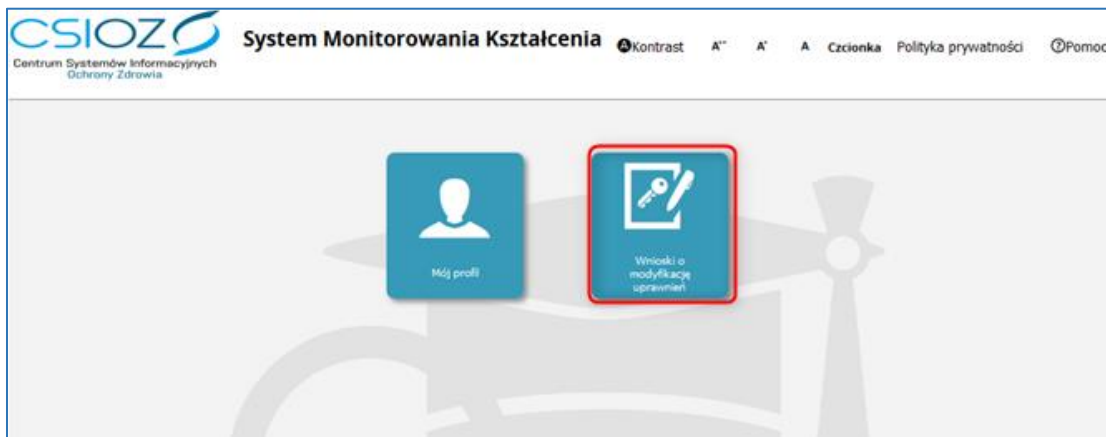 CSIOZ
Centrum Systemów Informacyjnych
Ochrony Zdrowia
System Monitorowania Kształcenia
Kontrast A++ A+ A Czcionka Polityka prywatności Pomoc
Mój profil
Wnioski o
modyfikację
uprawnień